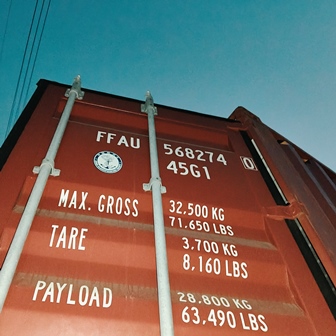 FFAU 568274 0
45G1
MAX. GROSS 32,500 KG
71.650 LBS
TARE 3.700 KG
8,160 LBS
PAYLOAD 28.800 KG
63,490 LBS